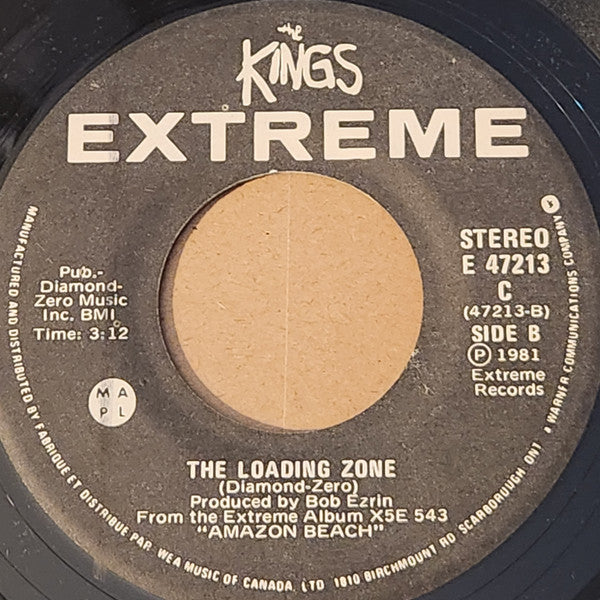 the
KINGS
EXTREME
Pub.-
Diamond-
Zero Music
Inc. BMI
Time: 3:12
MA
PL
STEREO
E 47213
C
(47213-B)
SIDE B
Ⓟ 1981
Extreme
Records
THE LOADING ZONE
(Diamond-Zero)
Produced by Bob Ezrin
From the Extreme Album X5E 543
"AMAZON BEACH"
MANUFACTURED AND DISTRIBUTED BY FABRIQUE ET DISTRIBUE PAR. WEA MUSIC OF CANADA, LTD 1810 BIRCHMOUNT RD SCARBOROUGH, ONT A WARNER COMMUNICATIONS COMPANY